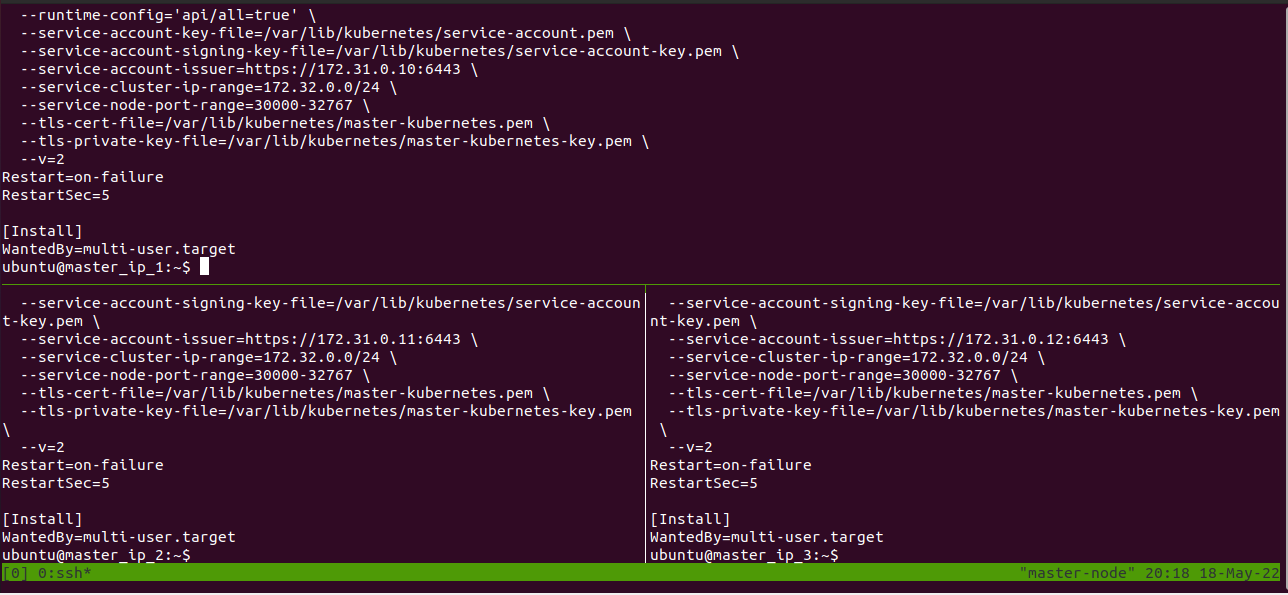 --runtime-config='api/all=true' \
  --service-account-key-file=/var/lib/kubernetes/service-account.pem \
  --service-account-signing-key-file=/var/lib/kubernetes/service-account-key.pem \
  --service-account-issuer=https://172.31.0.10:6443 \
  --service-cluster-ip-range=172.32.0.0/24 \
  --service-node-port-range=30000-32767 \
  --tls-cert-file=/var/lib/kubernetes/master-kubernetes.pem \
  --tls-private-key-file=/var/lib/kubernetes/master-kubernetes-key.pem \
  --v=2
Restart=on-failure
RestartSec=5

[Install]
WantedBy=multi-user.target
ubuntu@master_ip_1:~$
  --service-account-signing-key-file=/var/lib/kubernetes/service-accoun
t-key.pem \
  --service-account-issuer=https://172.31.0.11:6443 \
  --service-cluster-ip-range=172.32.0.0/24 \
  --service-node-port-range=30000-32767 \
  --tls-cert-file=/var/lib/kubernetes/master-kubernetes.pem \
  --tls-private-key-file=/var/lib/kubernetes/master-kubernetes-key.pem
\
  --v=2
Restart=on-failure
RestartSec=5

[Install]
WantedBy=multi-user.target
ubuntu@master_ip_2:~$
  --service-account-signing-key-file=/var/lib/kubernetes/service-accou
nt-key.pem \
  --service-account-issuer=https://172.31.0.12:6443 \
  --service-cluster-ip-range=172.32.0.0/24 \
  --service-node-port-range=30000-32767 \
  --tls-cert-file=/var/lib/kubernetes/master-kubernetes.pem \
  --tls-private-key-file=/var/lib/kubernetes/master-kubernetes-key.pem
 \
  --v=2
Restart=on-failure
RestartSec=5

[Install]
WantedBy=multi-user.target
ubuntu@master_ip_3:~$
[0] 0:ssh* "master-node" 20:18 18-May-22